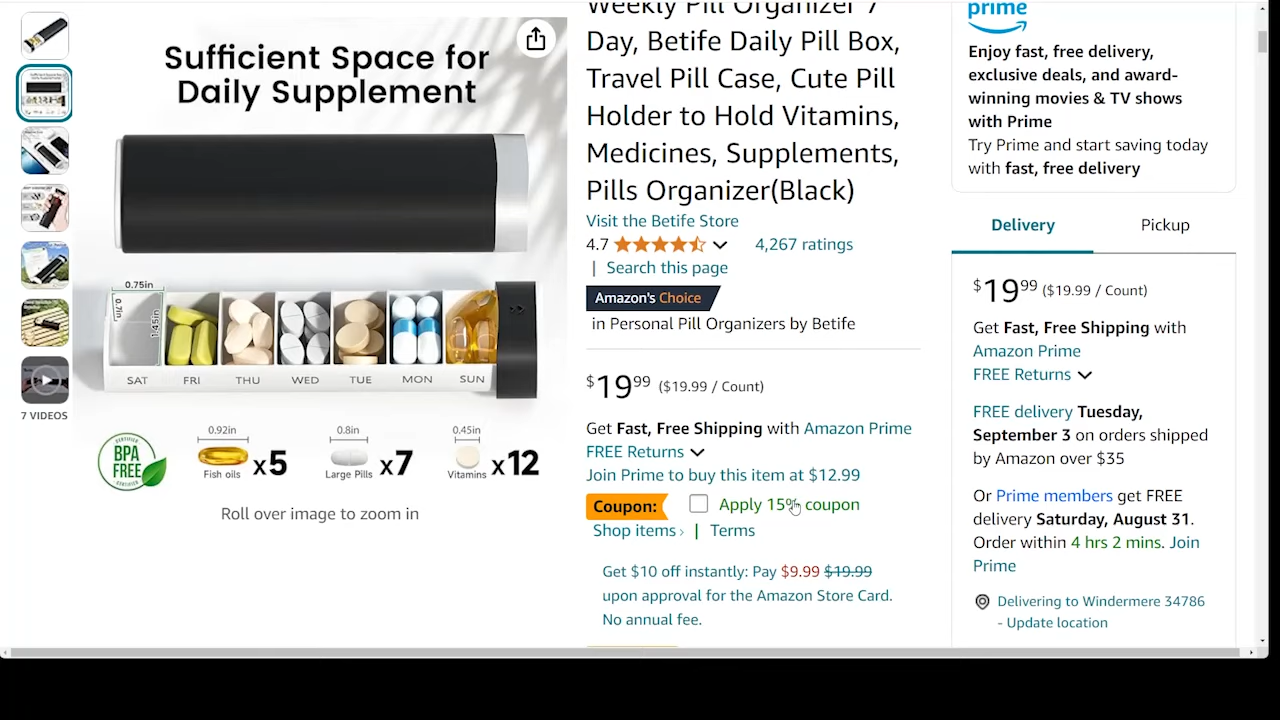 Sufficient Space for
Daily Supplement
0.75in
0.7in
1.45in
SAT FRI THU WED TUE MON SUN
CERTIFIED
BPA
FREE
CERTIFIED
0.92in
Fish oils
x5
0.8in
Large Pills
x7
0.45in
Vitamins
x12
7 VIDEOS
Roll over image to zoom in
Weekly Pill Organizer 7
Day, Betife Daily Pill Box,
Travel Pill Case, Cute Pill
Holder to Hold Vitamins,
Medicines, Supplements,
Pills Organizer(Black)
Visit the Betife Store
4.7 4,267 ratings
| Search this page
Amazon's Choice
in Personal Pill Organizers by Betife
$19⁹⁹ ($19.99 / Count)
Get Fast, Free Shipping with Amazon Prime
FREE Returns
Join Prime to buy this item at $12.99
Coupon: Apply 15% coupon
Shop items › | Terms
Get $10 off instantly: Pay $9.99 $19.99
upon approval for the Amazon Store Card.
No annual fee.
prime
Enjoy fast, free delivery,
exclusive deals, and award-
winning movies & TV shows
with Prime
Try Prime and start saving today
with fast, free delivery
Delivery Pickup
$19⁹⁹ ($19.99 / Count)
Get Fast, Free Shipping with
Amazon Prime
FREE Returns
FREE delivery Tuesday,
September 3 on orders shipped
by Amazon over $35
Or Prime members get FREE
delivery Saturday, August 31.
Order within 4 hrs 2 mins. Join
Prime
Delivering to Windermere 34786
- Update location